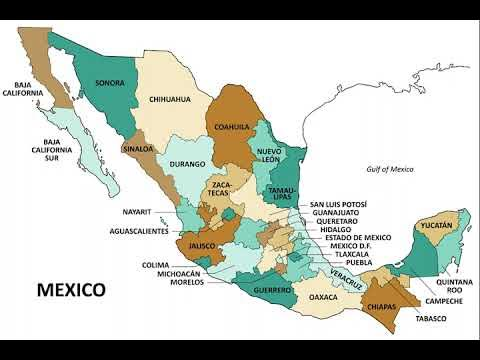 BAJA
CALIFORNIA
SONORA
CHIHUAHUA
COAHUILA
BAJA
CALIFORNIA
SUR
SINALOA
DURANGO
NUEVO
LEÓN
Gulf of Mexico
ZACA-
TECAS
TAMAU-
LIPAS
NAYARIT
AGUASCALIENTES
JALISCO
SAN LUIS POTOSÍ
GUANAJUATO
QUERETARO
HIDALGO
ESTADO DE MEXICO
MEXICO D.F.
TLAXCALA
PUEBLA
YUCATÁN
COLIMA
MICHOACÁN
MORELOS
GUERRERO
OAXACA
VERACRUZ
CHIAPAS
TABASCO
CAMPECHE
QUINTANA
ROO
MEXICO